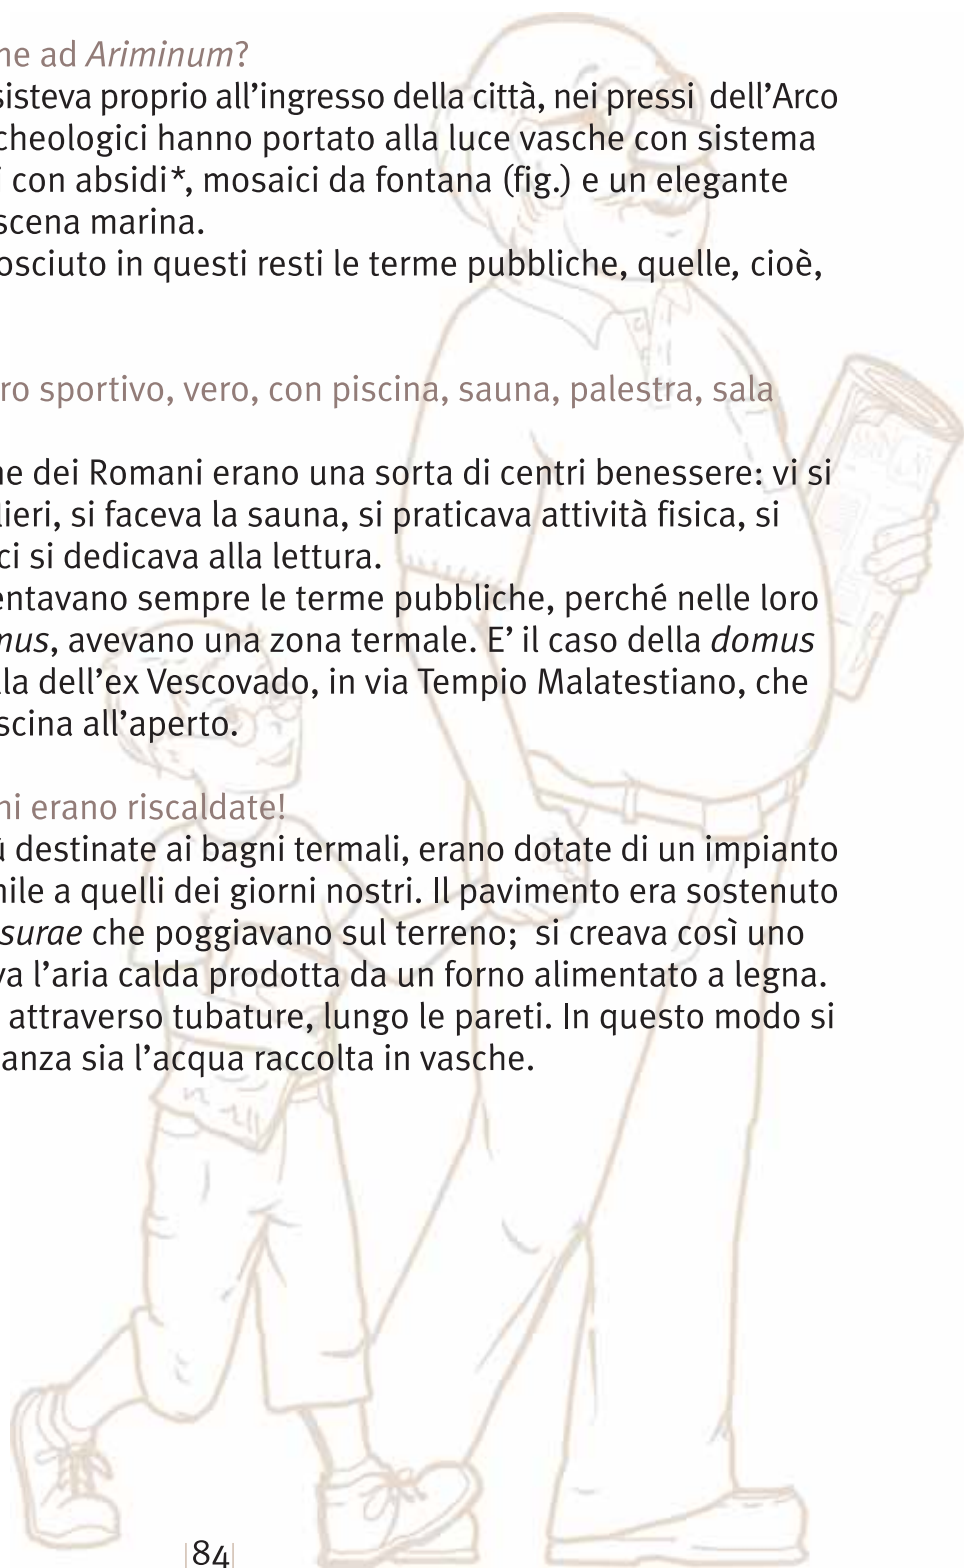 ne ad Ariminum?
sisteva proprio all’ingresso della città, nei pressi dell’Arco
cheologici hanno portato alla luce vasche con sistema
i con absidi*, mosaici da fontana (fig.) e un elegante
scena marina.
osciuto in questi resti le terme pubbliche, quelle, cioè,
ro sportivo, vero, con piscina, sauna, palestra, sala
ne dei Romani erano una sorta di centri benessere: vi si
lieri, si faceva la sauna, si praticava attività fisica, si
ci si dedicava alla lettura.
entavano sempre le terme pubbliche, perché nelle loro
mus, avevano una zona termale. E’ il caso della domus
lla dell’ex Vescovado, in via Tempio Malatestiano, che
scina all’aperto.
ni erano riscaldate!
ù destinate ai bagni termali, erano dotate di un impianto
mile a quelli dei giorni nostri. Il pavimento era sostenuto
surae che poggiavano sul terreno; si creava così uno
va l’aria calda prodotta da un forno alimentato a legna.
attraverso tubature, lungo le pareti. In questo modo si
anza sia l’acqua raccolta in vasche.
|84|